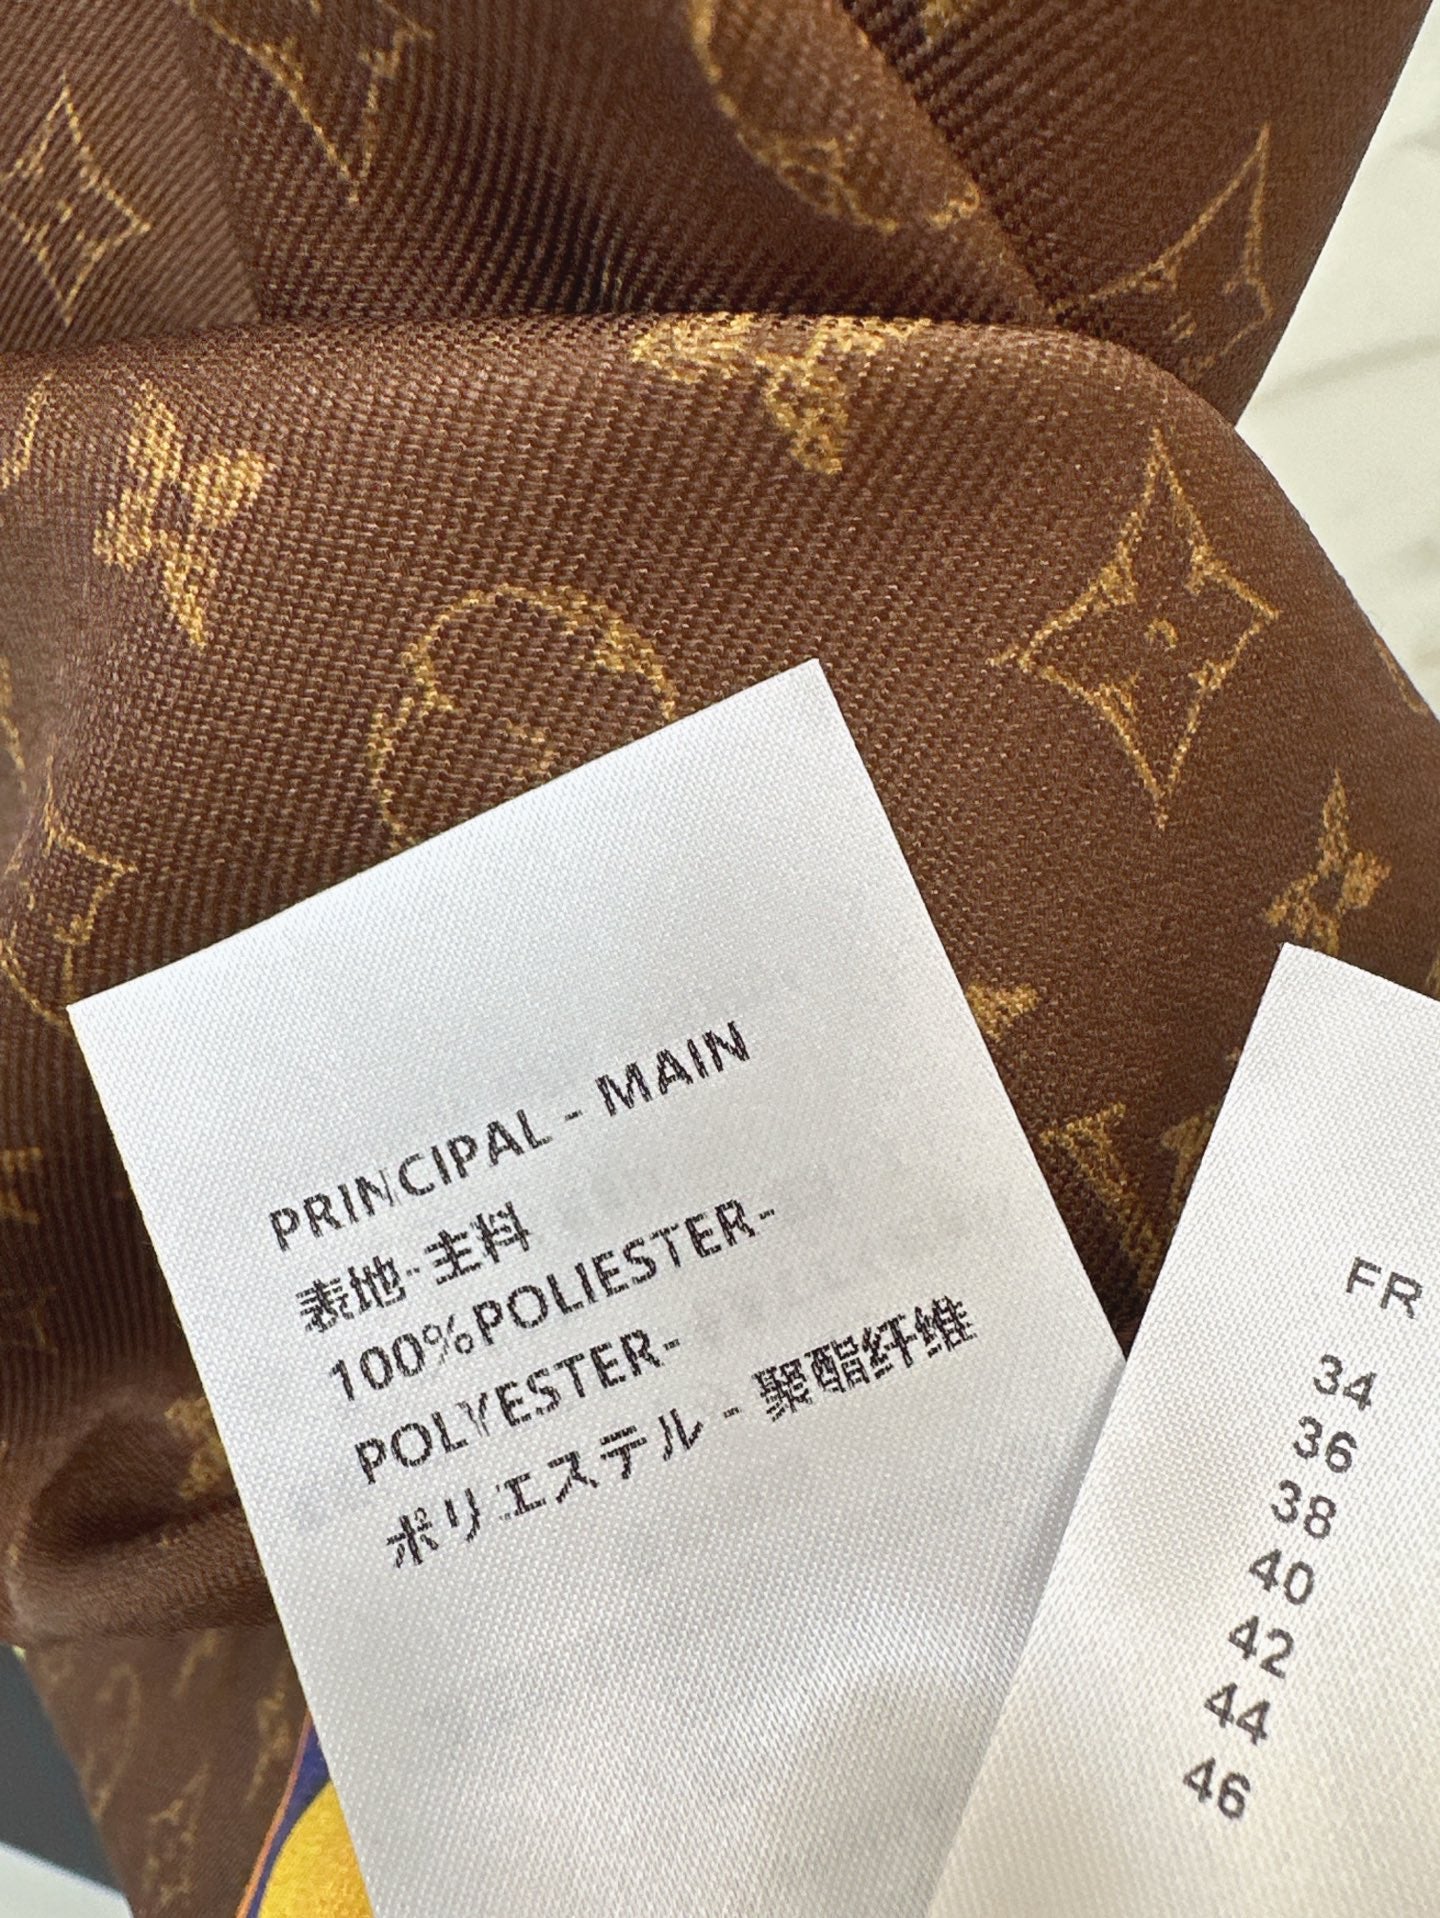 PRINCIPAL - MAIN
表地-主料
100%POLIESTER-
POLYESTER-
ポリエステル - 聚酯纤维
FR
34
36
38
40
42
44
46